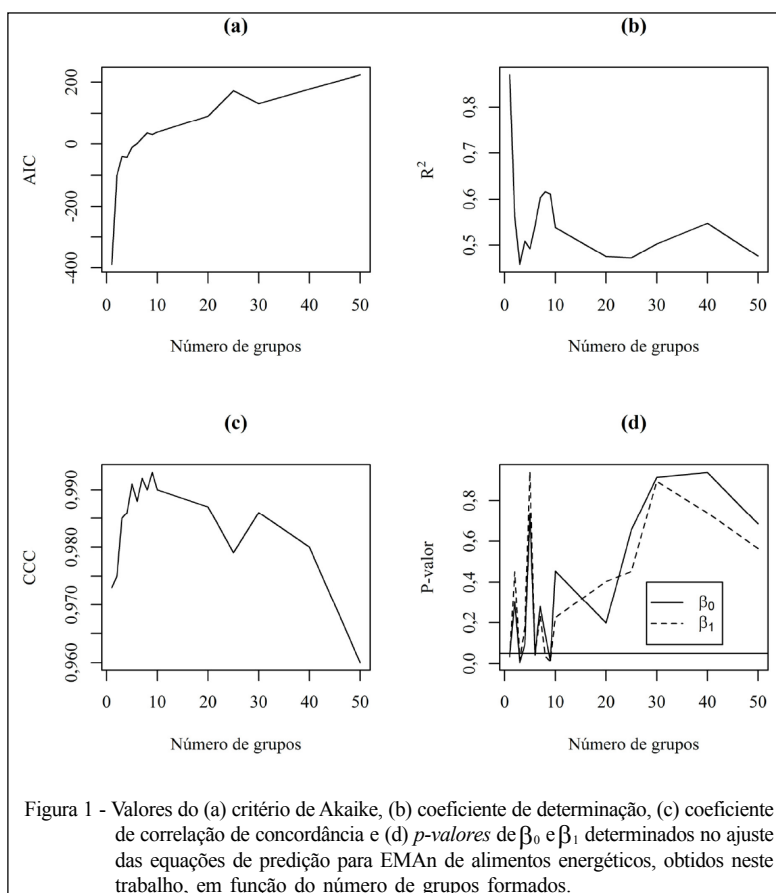 (a)
AIC
200
0
-200
-400
0 10 20 30 40 50
Número de grupos
(b)
R²
0,8
0,7
0,6
0,5
0 10 20 30 40 50
Número de grupos
(c)
CCC
0,990
0,980
0,970
0,960
0 10 20 30 40 50
Número de grupos
(d)
P-valor
0,8
0,6
0,4
0,2
0,0
β₀
β₁
0 10 20 30 40 50
Número de grupos
Figura 1 - Valores do (a) critério de Akaike, (b) coeficiente de determinação, (c) coeficiente
de correlação de concordância e (d) p-valores de β₀ e β₁ determinados no ajuste
das equações de predição para EMAn de alimentos energéticos, obtidos neste
trabalho, em função do número de grupos formados.